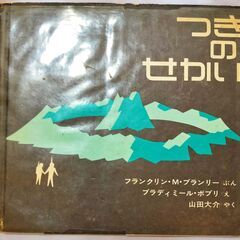 つき
の
せかい
フランクリン・M・ブランリー ぶん
ブラディミール・ボブリ え
山田大介 やく